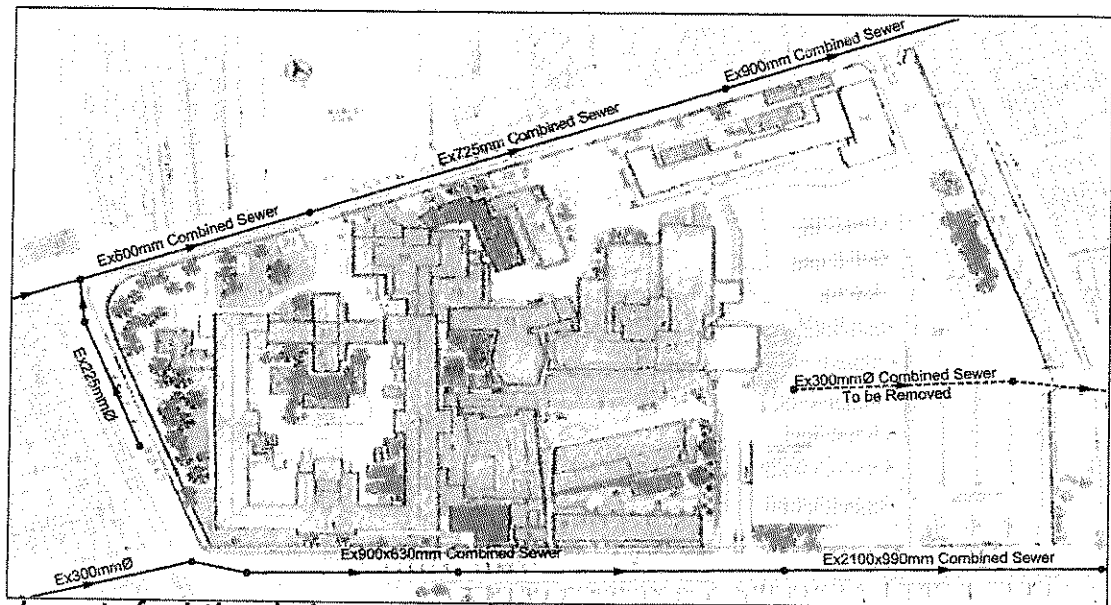 Ex900mm Combined Sewer
Ex725mm Combined Sewer
Ex600mm Combined Sewer
Ex225mmØ
Ex300mmØ Combined Sewer
To be Removed
Ex900x630mm Combined Sewer
Ex2100x990mm Combined Sewer
Ex300mmØ